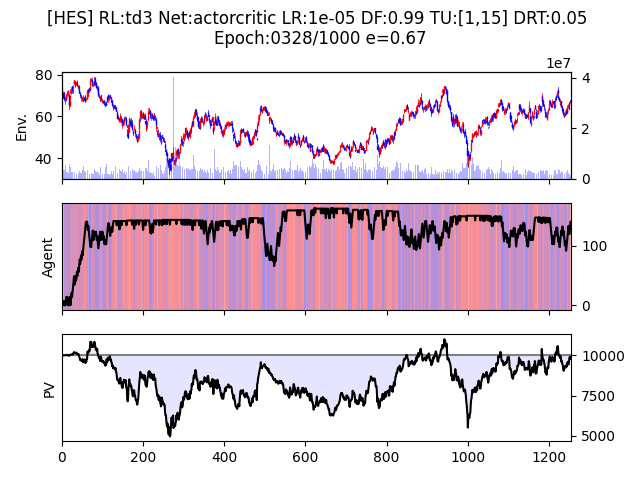 [HES] RL:td3 Net:actorcritic LR:1e-05 DF:0.99 TU:[1,15] DRT:0.05
Epoch:0328/1000 e=0.67
1e7
80
60
40
Env.
4
2
0
Agent
100
0
PV
10000
7500
5000
0 200 400 600 800 1000 1200